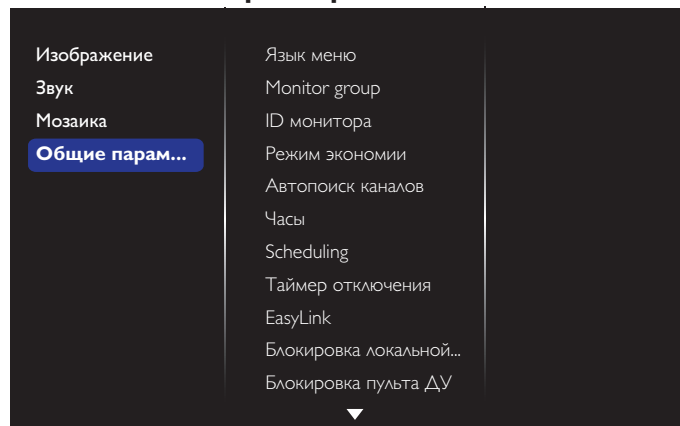 Изображение
Звук
Мозаика
Общие парам...
Язык меню
Monitor group
ID монитора
Режим экономии
Автопоиск каналов
Часы
Scheduling
Таймер отключения
EasyLink
Блокировка локальной...
Блокировка пульта ДУ